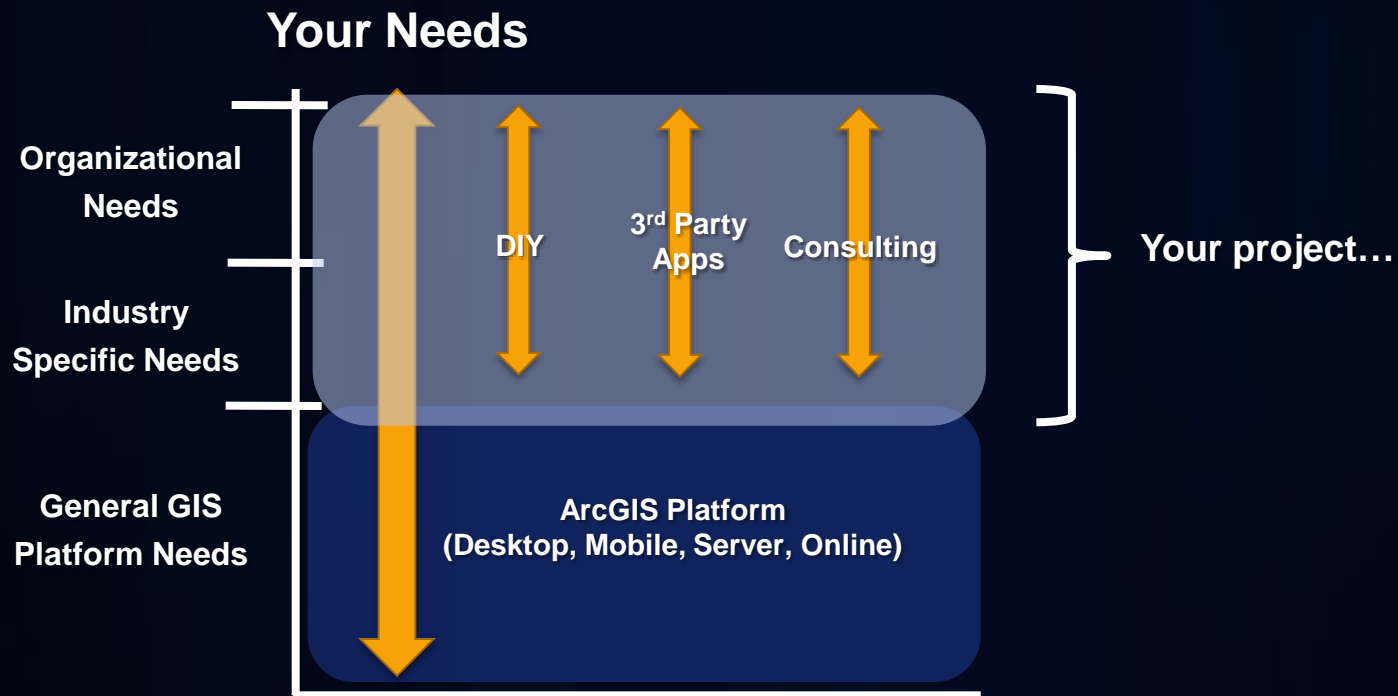 Your Needs
Organizational
Needs
Industry
Specific Needs
General GIS
Platform Needs
DIY
3rd Party
Apps
Consulting
ArcGIS Platform
(Desktop, Mobile, Server, Online)
Your project…